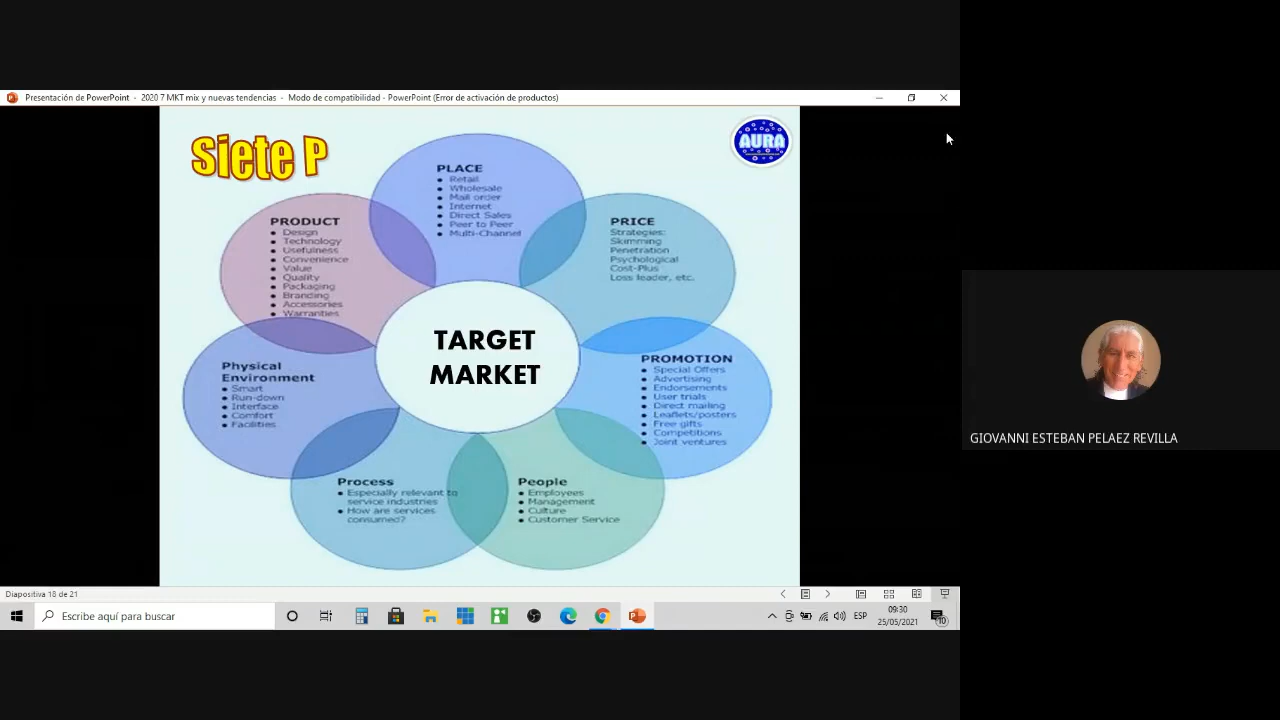 Presentación de PowerPoint - 2020 7 MKT mix y nuevas tendencias - Modo de compatibilidad - PowerPoint (Error de activación de productos)
Siete P
AURA
PLACE
Retail
Wholesale
Mail order
Internet
Direct Sales
Peer to Peer
Multi-Channel
PRODUCT
Design
Technology
Usefulness
Convenience
Value
Quality
Packaging
Branding
Accessories
Warranties
PRICE
Strategies:
Skimming
Penetration
Psychological
Cost-Plus
Loss leader, etc.
TARGET
MARKET
Physical
Environment
Smart
Run-down
Interface
Comfort
Facilities
PROMOTION
Special Offers
Advertising
Endorsements
User trials
Direct mailing
Leaflets/posters
Free gifts
Competitions
Joint ventures
Process
Especially relevant to
service industries
How are services
consumed?
People
Employees
Management
Culture
Customer Service
GIOVANNI ESTEBAN PELAEZ REVILLA
Diapositiva 18 de 21
Escribe aquí para buscar
ESP
09:30
25/05/2021
10